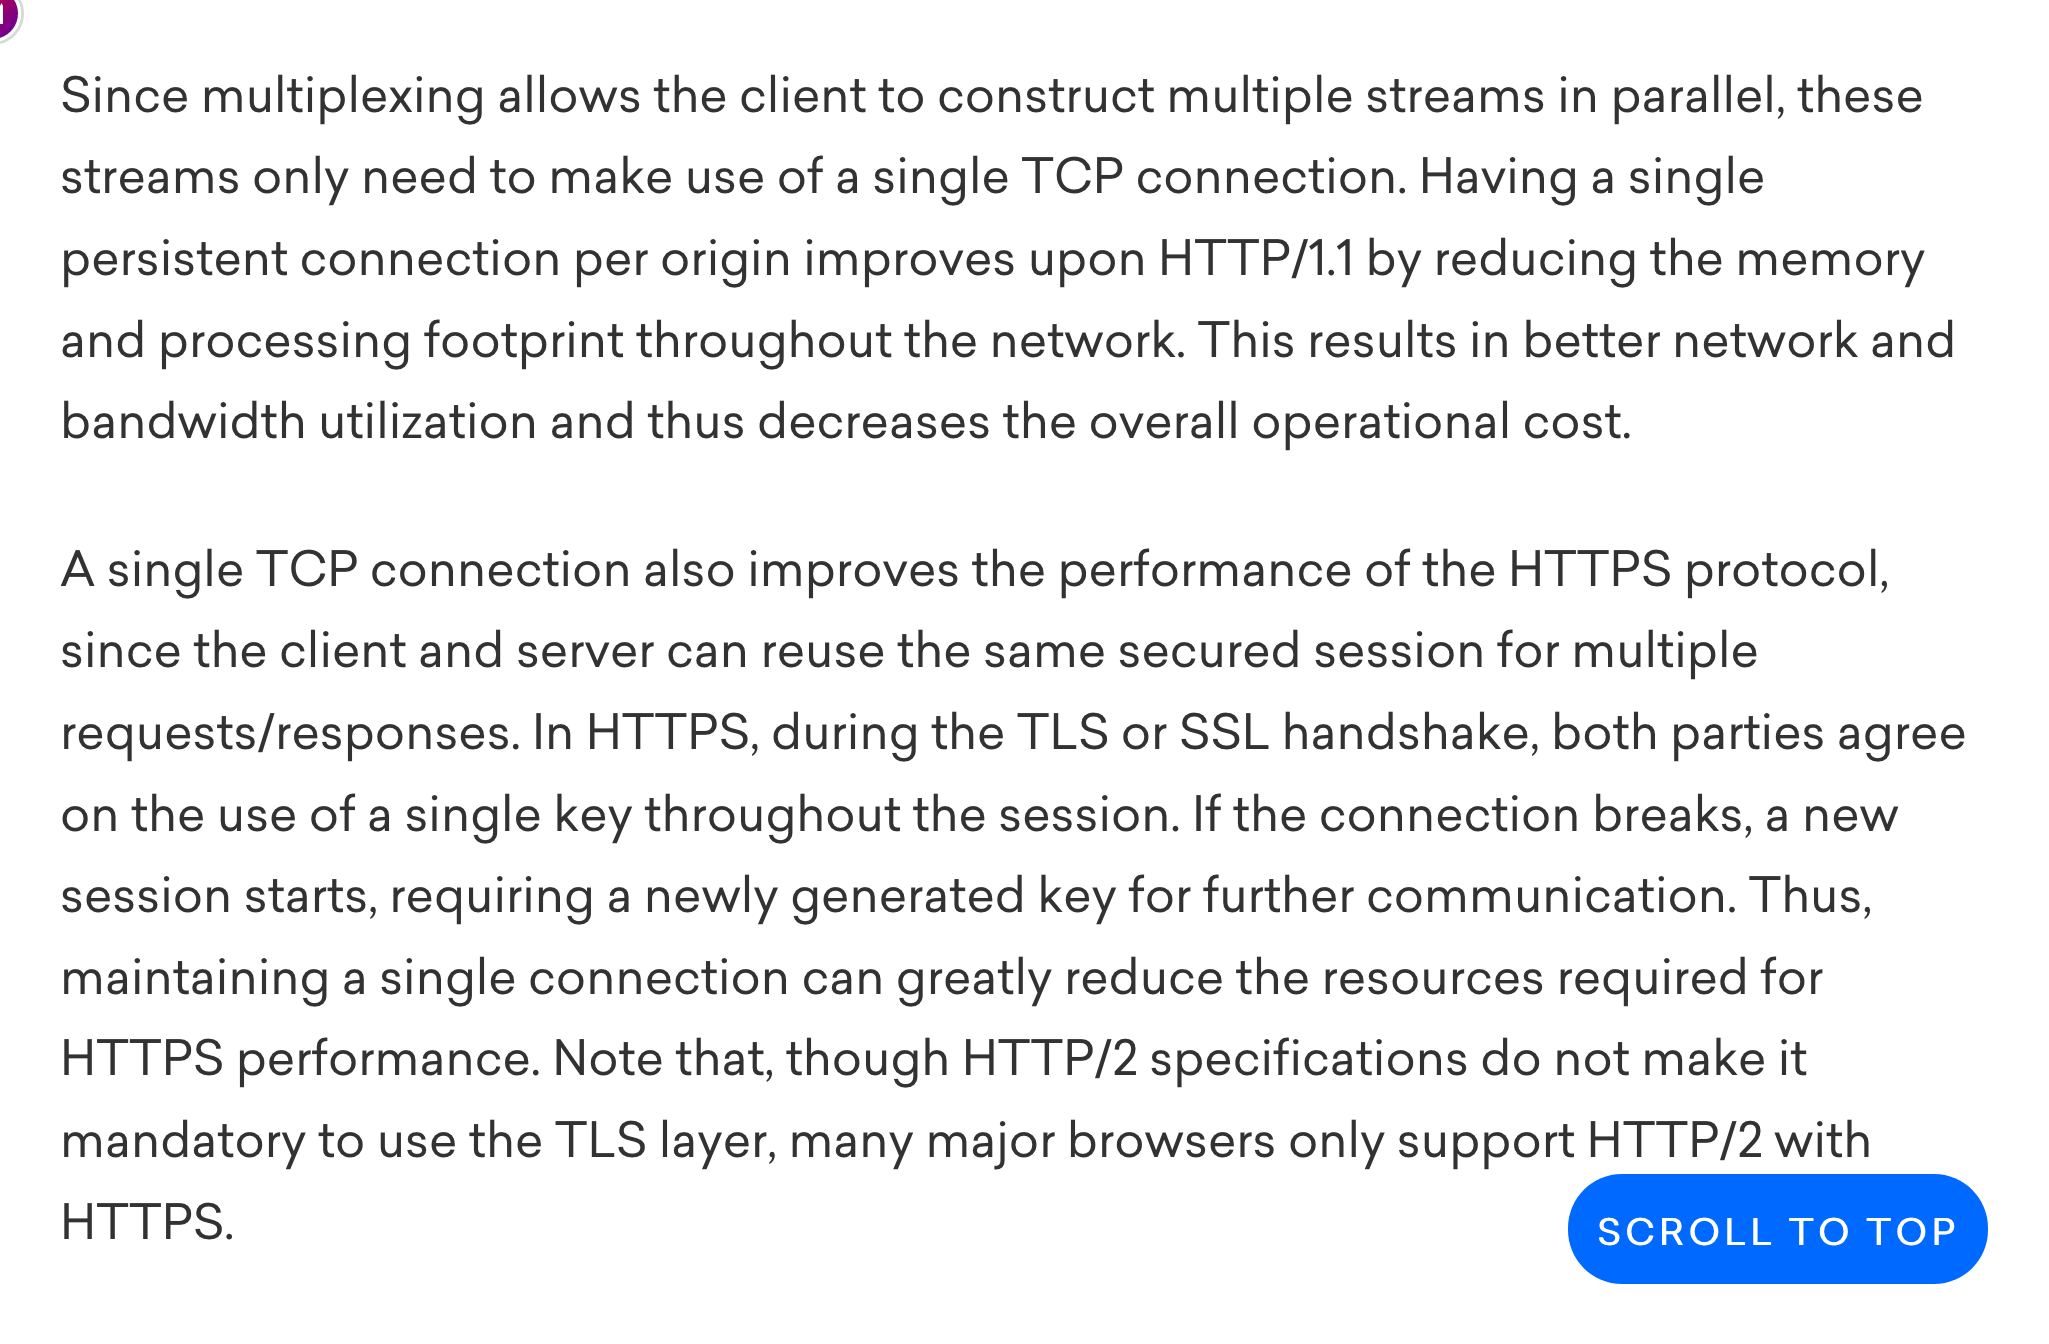 Since multiplexing allows the client to construct multiple streams in parallel, these
streams only need to make use of a single TCP connection. Having a single
persistent connection per origin improves upon HTTP/1.1 by reducing the memory
and processing footprint throughout the network. This results in better network and
bandwidth utilization and thus decreases the overall operational cost.
A single TCP connection also improves the performance of the HTTPS protocol,
since the client and server can reuse the same secured session for multiple
requests/responses. In HTTPS, during the TLS or SSL handshake, both parties agree
on the use of a single key throughout the session. If the connection breaks, a new
session starts, requiring a newly generated key for further communication. Thus,
maintaining a single connection can greatly reduce the resources required for
HTTPS performance. Note that, though HTTP/2 specifications do not make it
mandatory to use the TLS layer, many major browsers only support HTTP/2 with
HTTPS.
SCROLL TO TOP